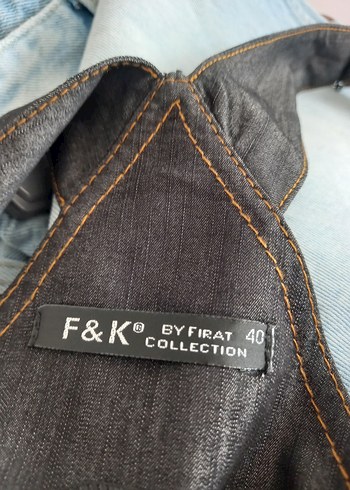 F & K® BY FIRAT 40
COLLECTION